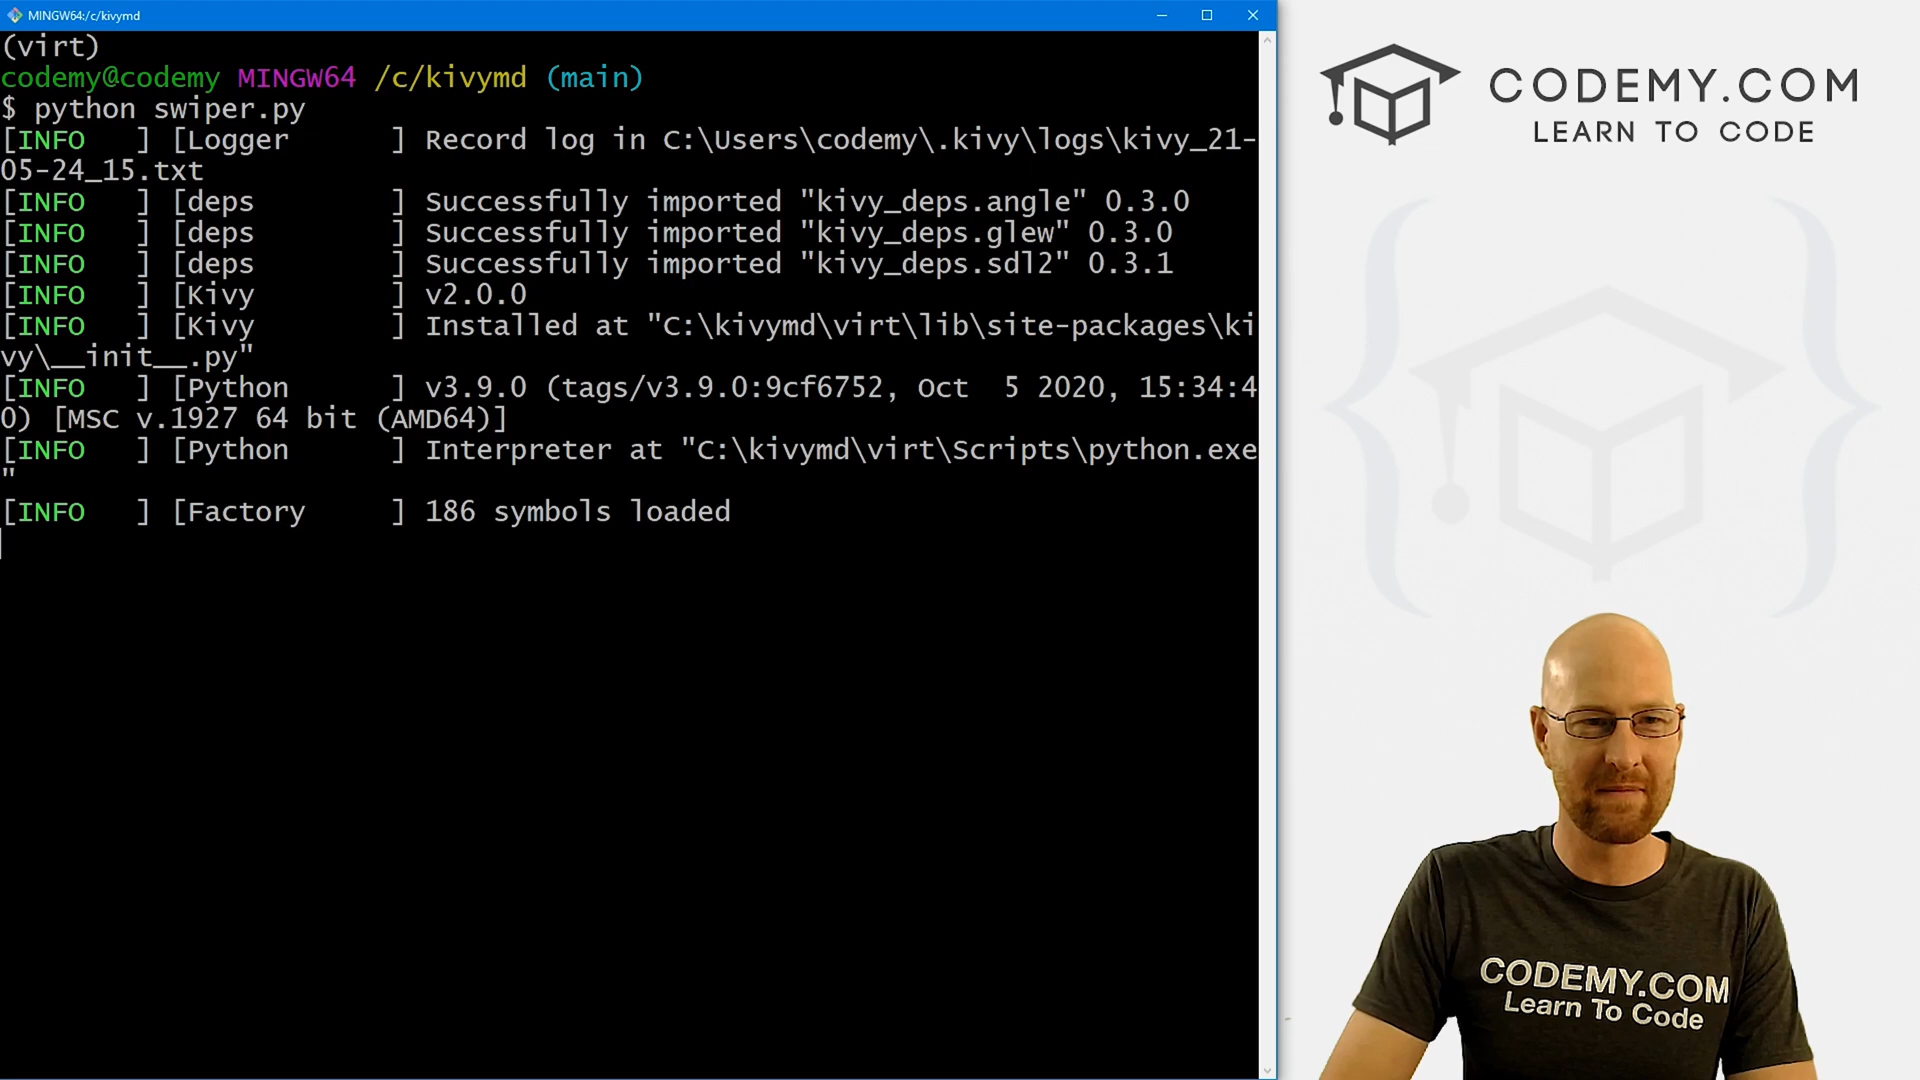 MINGW64:/c/kivymd
(virt)
codemy@codemy MINGW64 /c/kivymd (main)
$ python swiper.py
[INFO   ] [Logger      ] Record log in C:\Users\codemy\.kivy\logs\kivy_21-
05-24_15.txt
[INFO   ] [deps        ] Successfully imported "kivy_deps.angle" 0.3.0
[INFO   ] [deps        ] Successfully imported "kivy_deps.glew" 0.3.0
[INFO   ] [deps        ] Successfully imported "kivy_deps.sdl2" 0.3.1
[INFO   ] [Kivy        ] v2.0.0
[INFO   ] [Kivy        ] Installed at "C:\kivymd\virt\lib\site-packages\ki
vy\__init__.py"
[INFO   ] [Python      ] v3.9.0 (tags/v3.9.0:9cf6752, Oct  5 2020, 15:34:4
0) [MSC v.1927 64 bit (AMD64)]
[INFO   ] [Python      ] Interpreter at "C:\kivymd\virt\Scripts\python.exe
"
[INFO   ] [Factory     ] 186 symbols loaded
CODEMY.COM
LEARN TO CODE
CODEMY.COM
Learn To Code